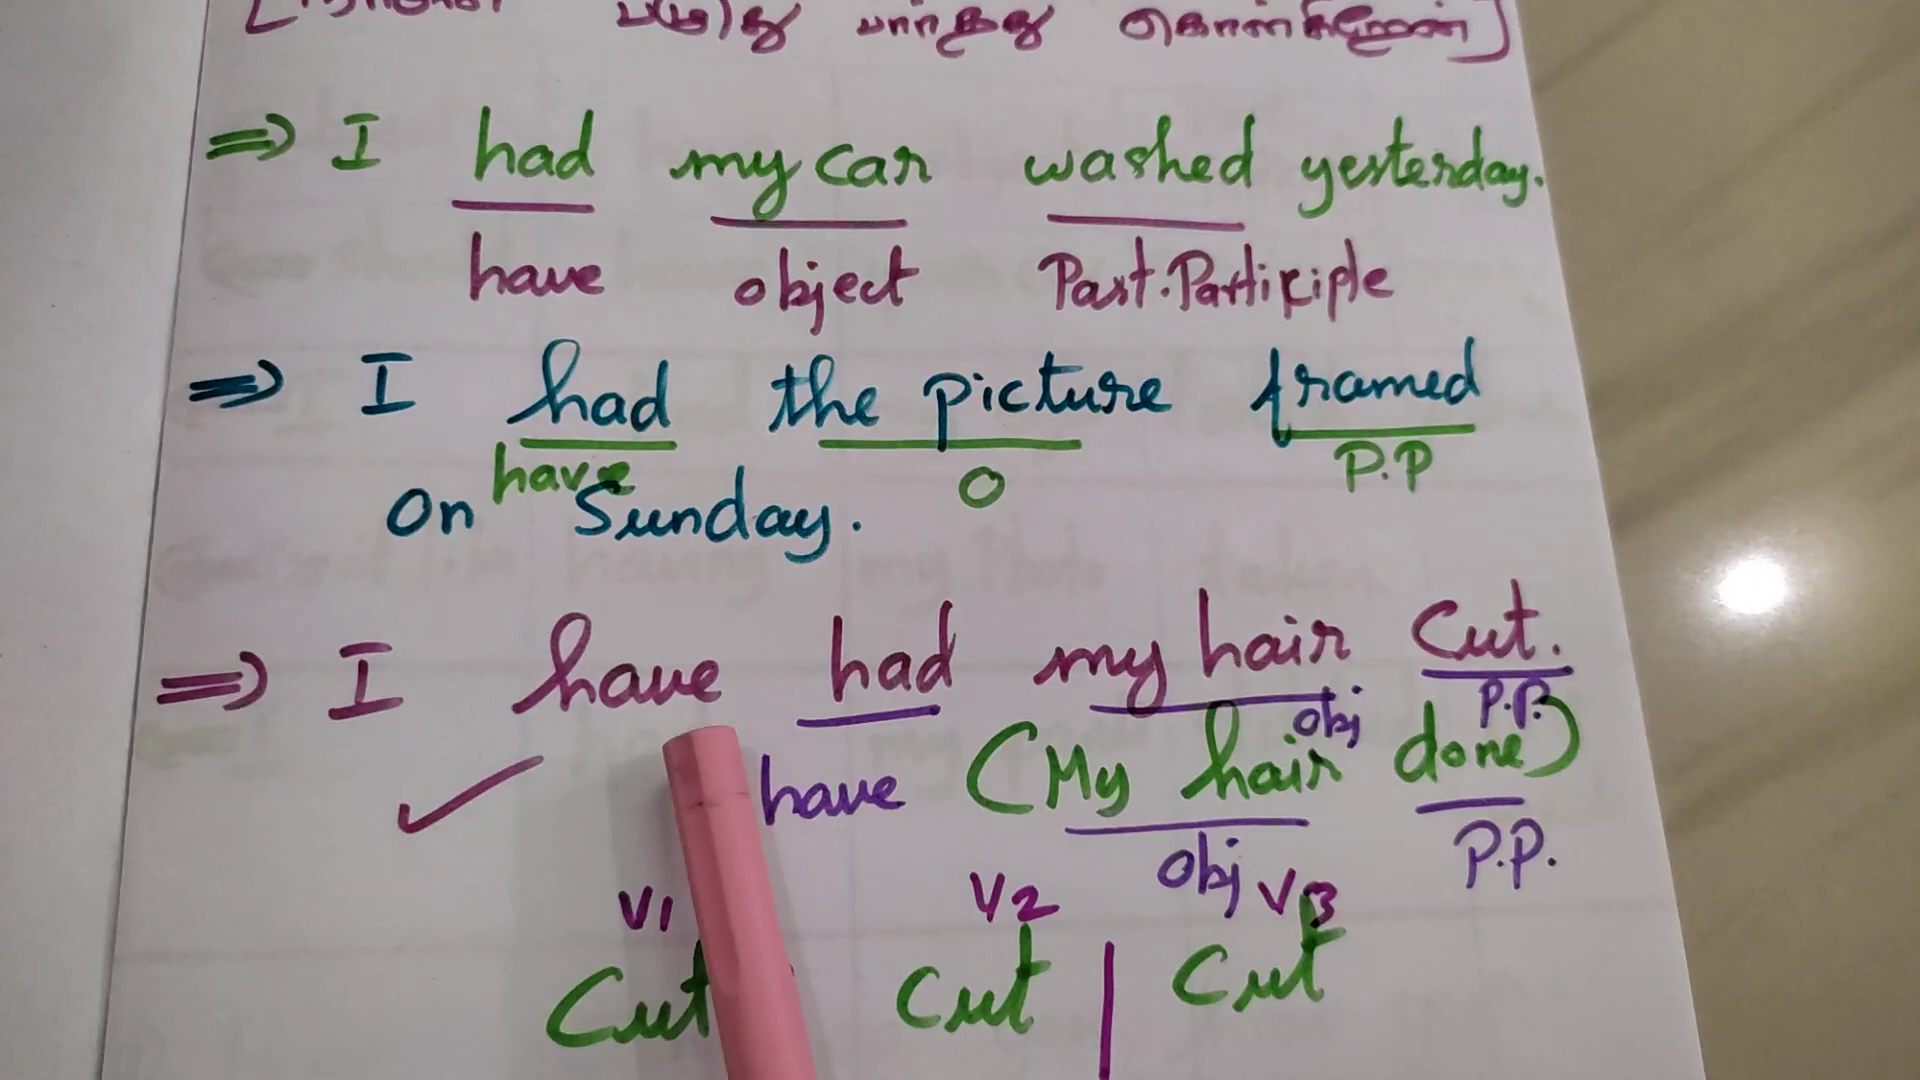 பழுது பார்த்து கொள்கிறேன்]
⇒ I had my car washed yesterday.
have object Past.Participle
⇒ I had the picture framed
have O P.P
on Sunday.
⇒ I have had my hair cut.
obj P.P.
have (My hair done)
obj P.P.
V1 V2 V3
Cut cut | cut